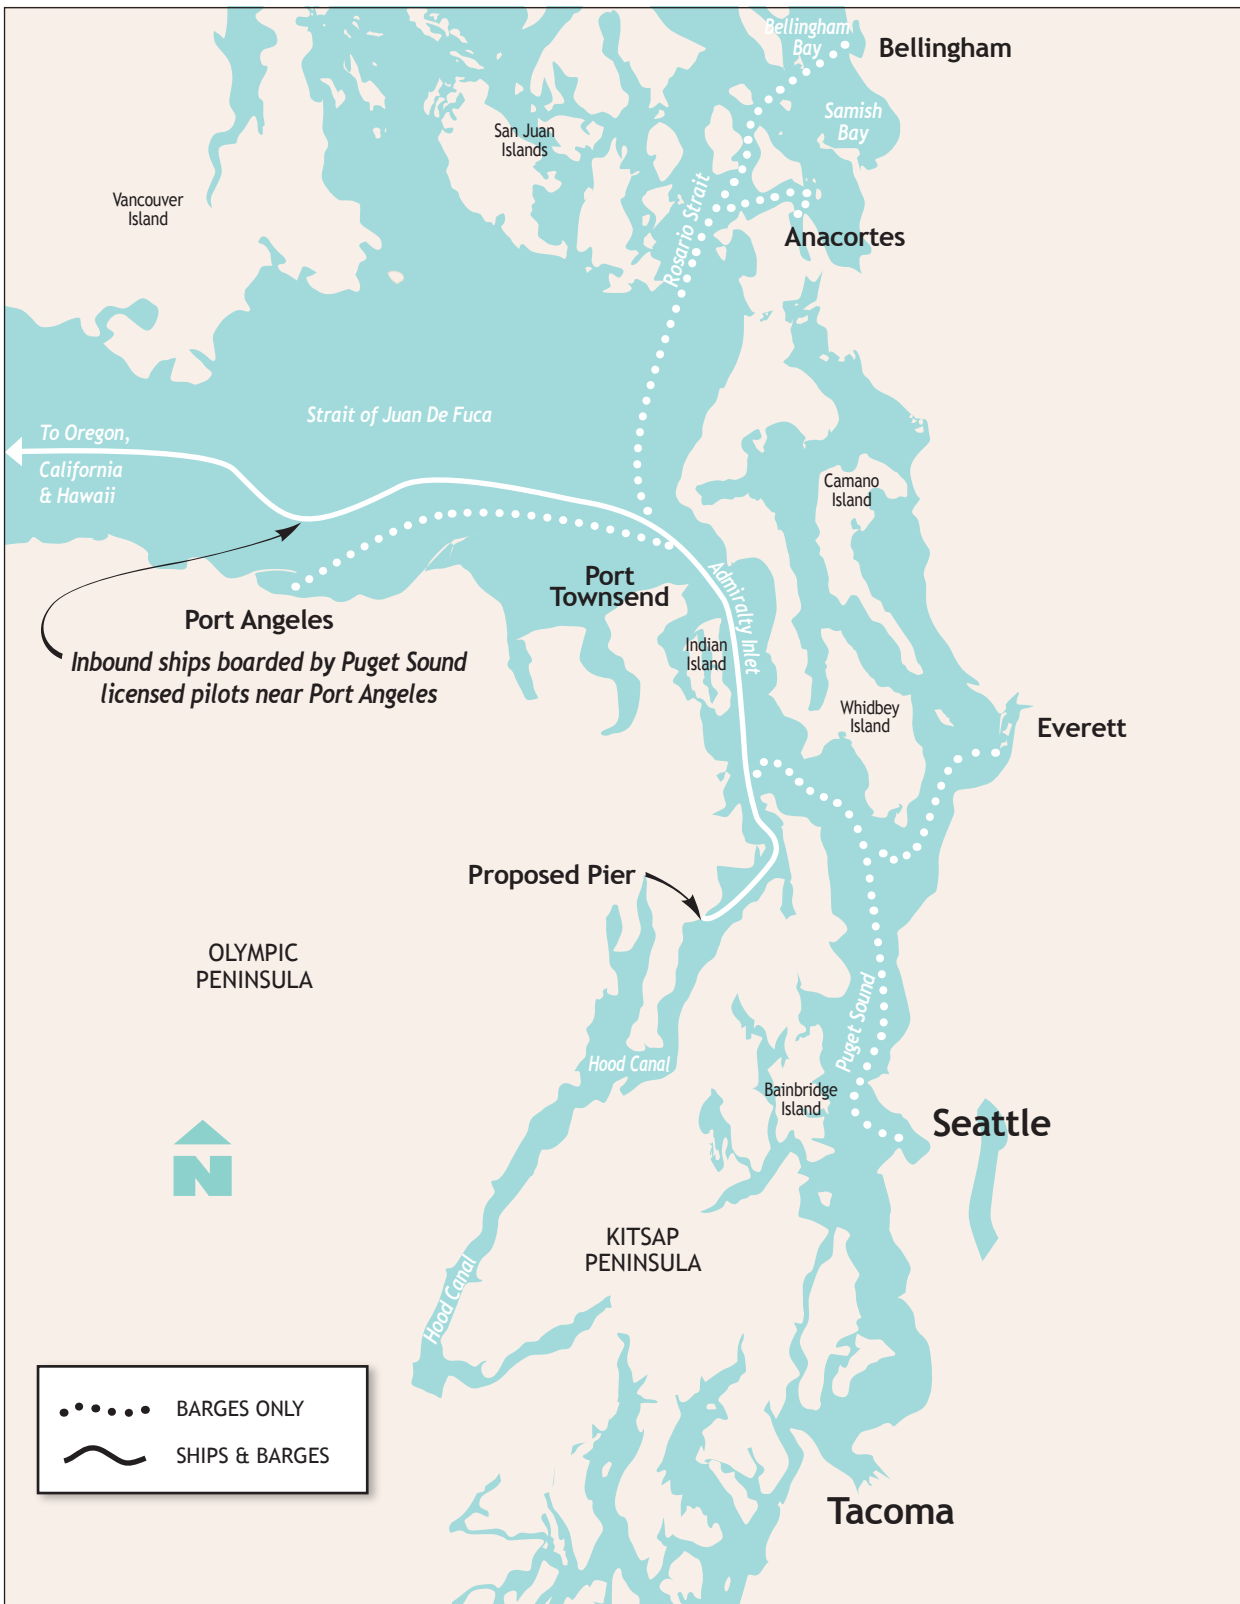 Bellingham
Bay
Bellingham
Samish
Bay
San Juan
Islands
Vancouver
Island
Rosario Strait
Anacortes
Strait of Juan De Fuca
To Oregon,
California
& Hawaii
Camano
Island
Port
Townsend
Admiralty Inlet
Port Angeles
Inbound ships boarded by Puget Sound
licensed pilots near Port Angeles
Indian
Island
Whidbey
Island
Everett
Proposed Pier
OLYMPIC
PENINSULA
Puget Sound
Hood Canal
Bainbridge
Island
Seattle
N
KITSAP
PENINSULA
Hood Canal
BARGES ONLY
SHIPS & BARGES
Tacoma